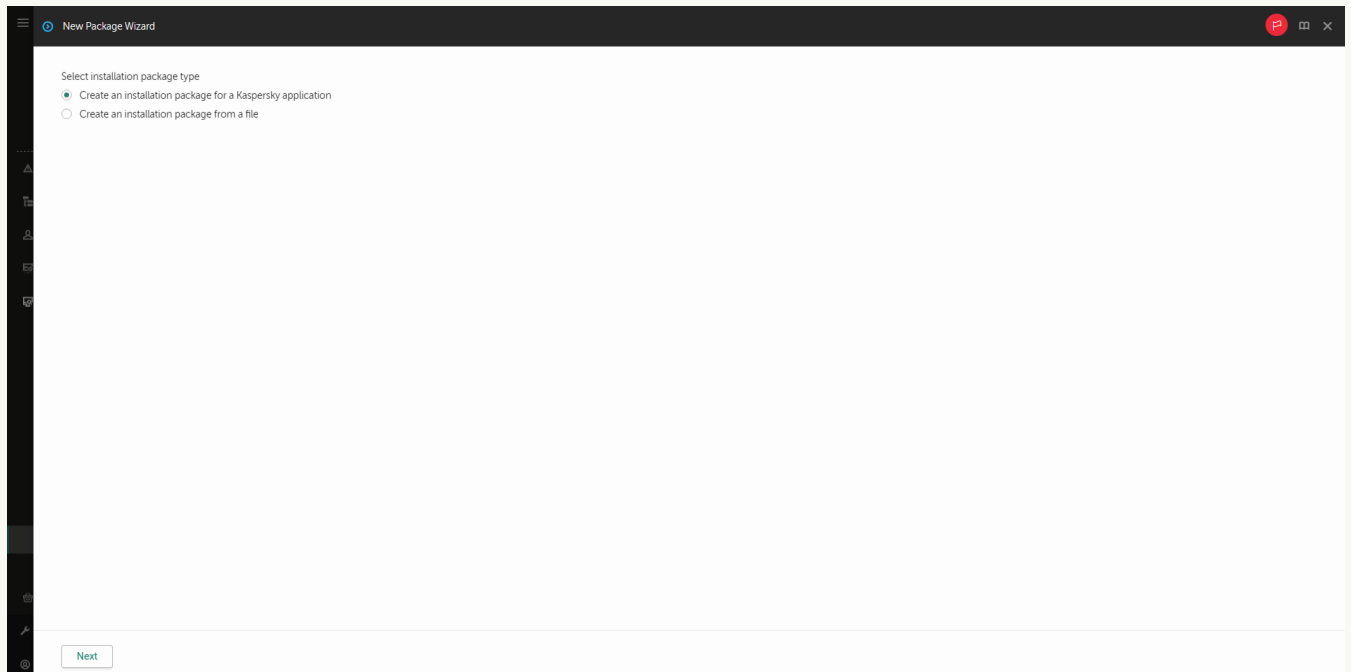 New Package Wizard
Select installation package type
Create an installation package for a Kaspersky application
Create an installation package from a file
Next